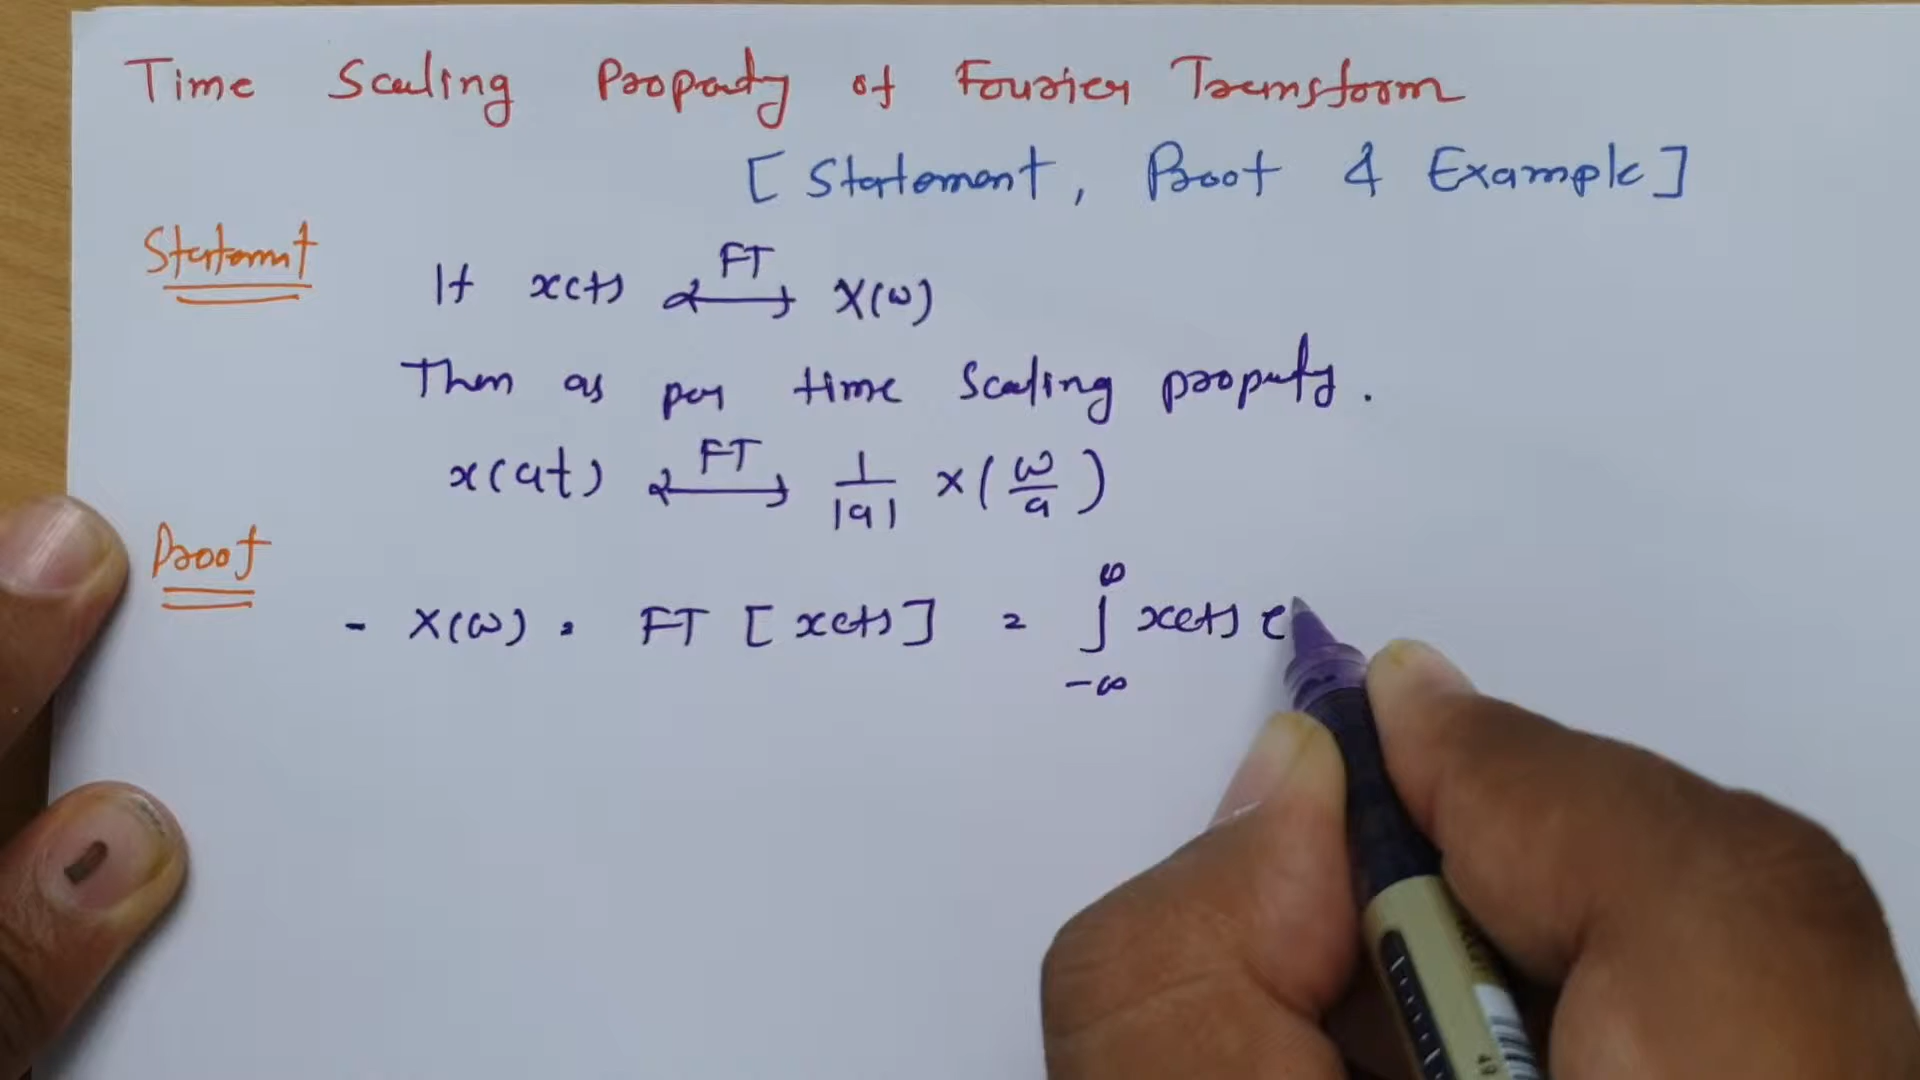 Time Scaling Property of Fourier Transform
[Statement, Proof & Example]
Statement
If x(t) <-FT-> X(ω)
Then as per time scaling property.
x(at) <-FT-> 1/|a| X(ω/a)
Proof
- X(ω) = FT [x(t)] = ∫_{-∞}^{∞} x(t) e